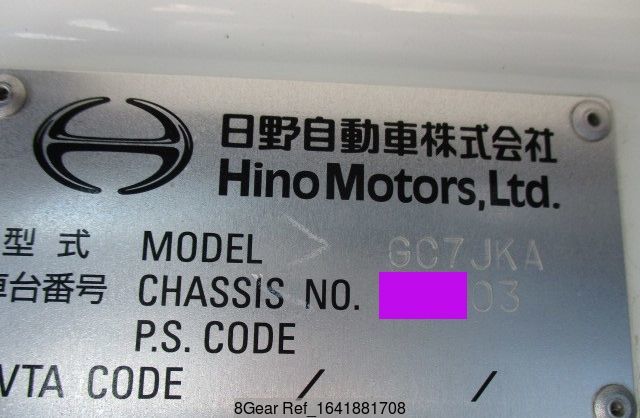 日野自動車株式会社
Hino Motors, Ltd.
型式 MODEL GC7JKA
車台番号 CHASSIS NO. 03
P.S. CODE
VTA CODE / /
8Gear Ref_1641881708